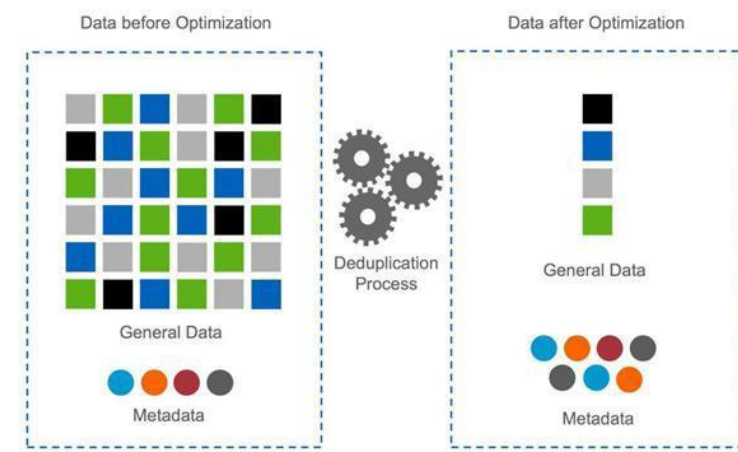 Data before Optimization
Data after Optimization
Deduplication
Process
General Data
General Data
Metadata
Metadata